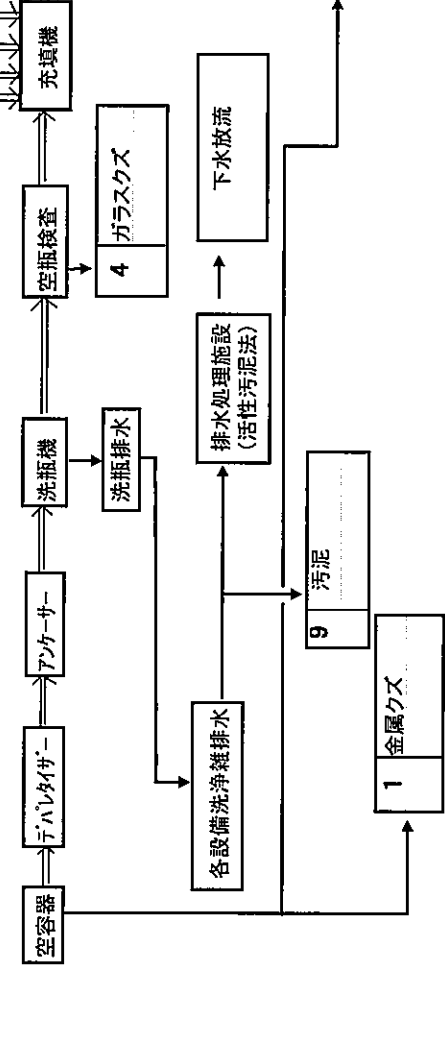 空容器
デパレタイザー
アンケーサー
洗瓶機
空瓶検査
充填機
洗瓶排水
4
ガラスクズ
各設備洗浄雑排水
排水処理施設
（活性汚泥法）
下水放流
9
汚泥
1
金属クズ